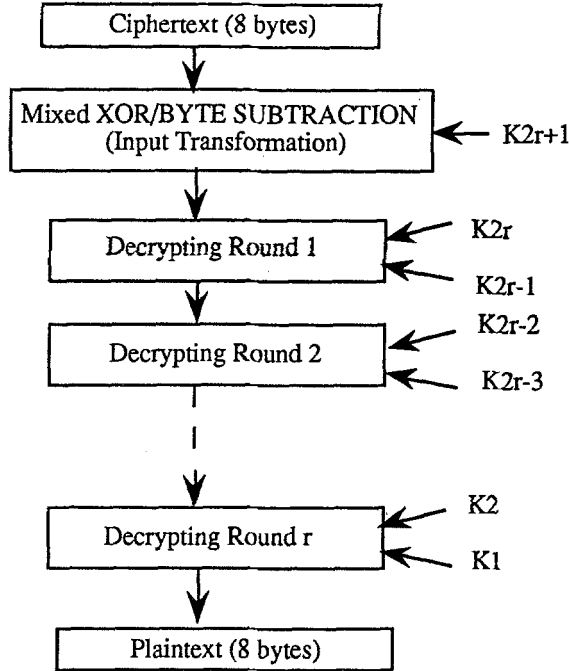 Ciphertext (8 bytes)
Mixed XOR/BYTE SUBTRACTION
(Input Transformation)
K2r+1
Decrypting Round 1
K2r
K2r-1
Decrypting Round 2
K2r-2
K2r-3
Decrypting Round r
K2
K1
Plaintext (8 bytes)